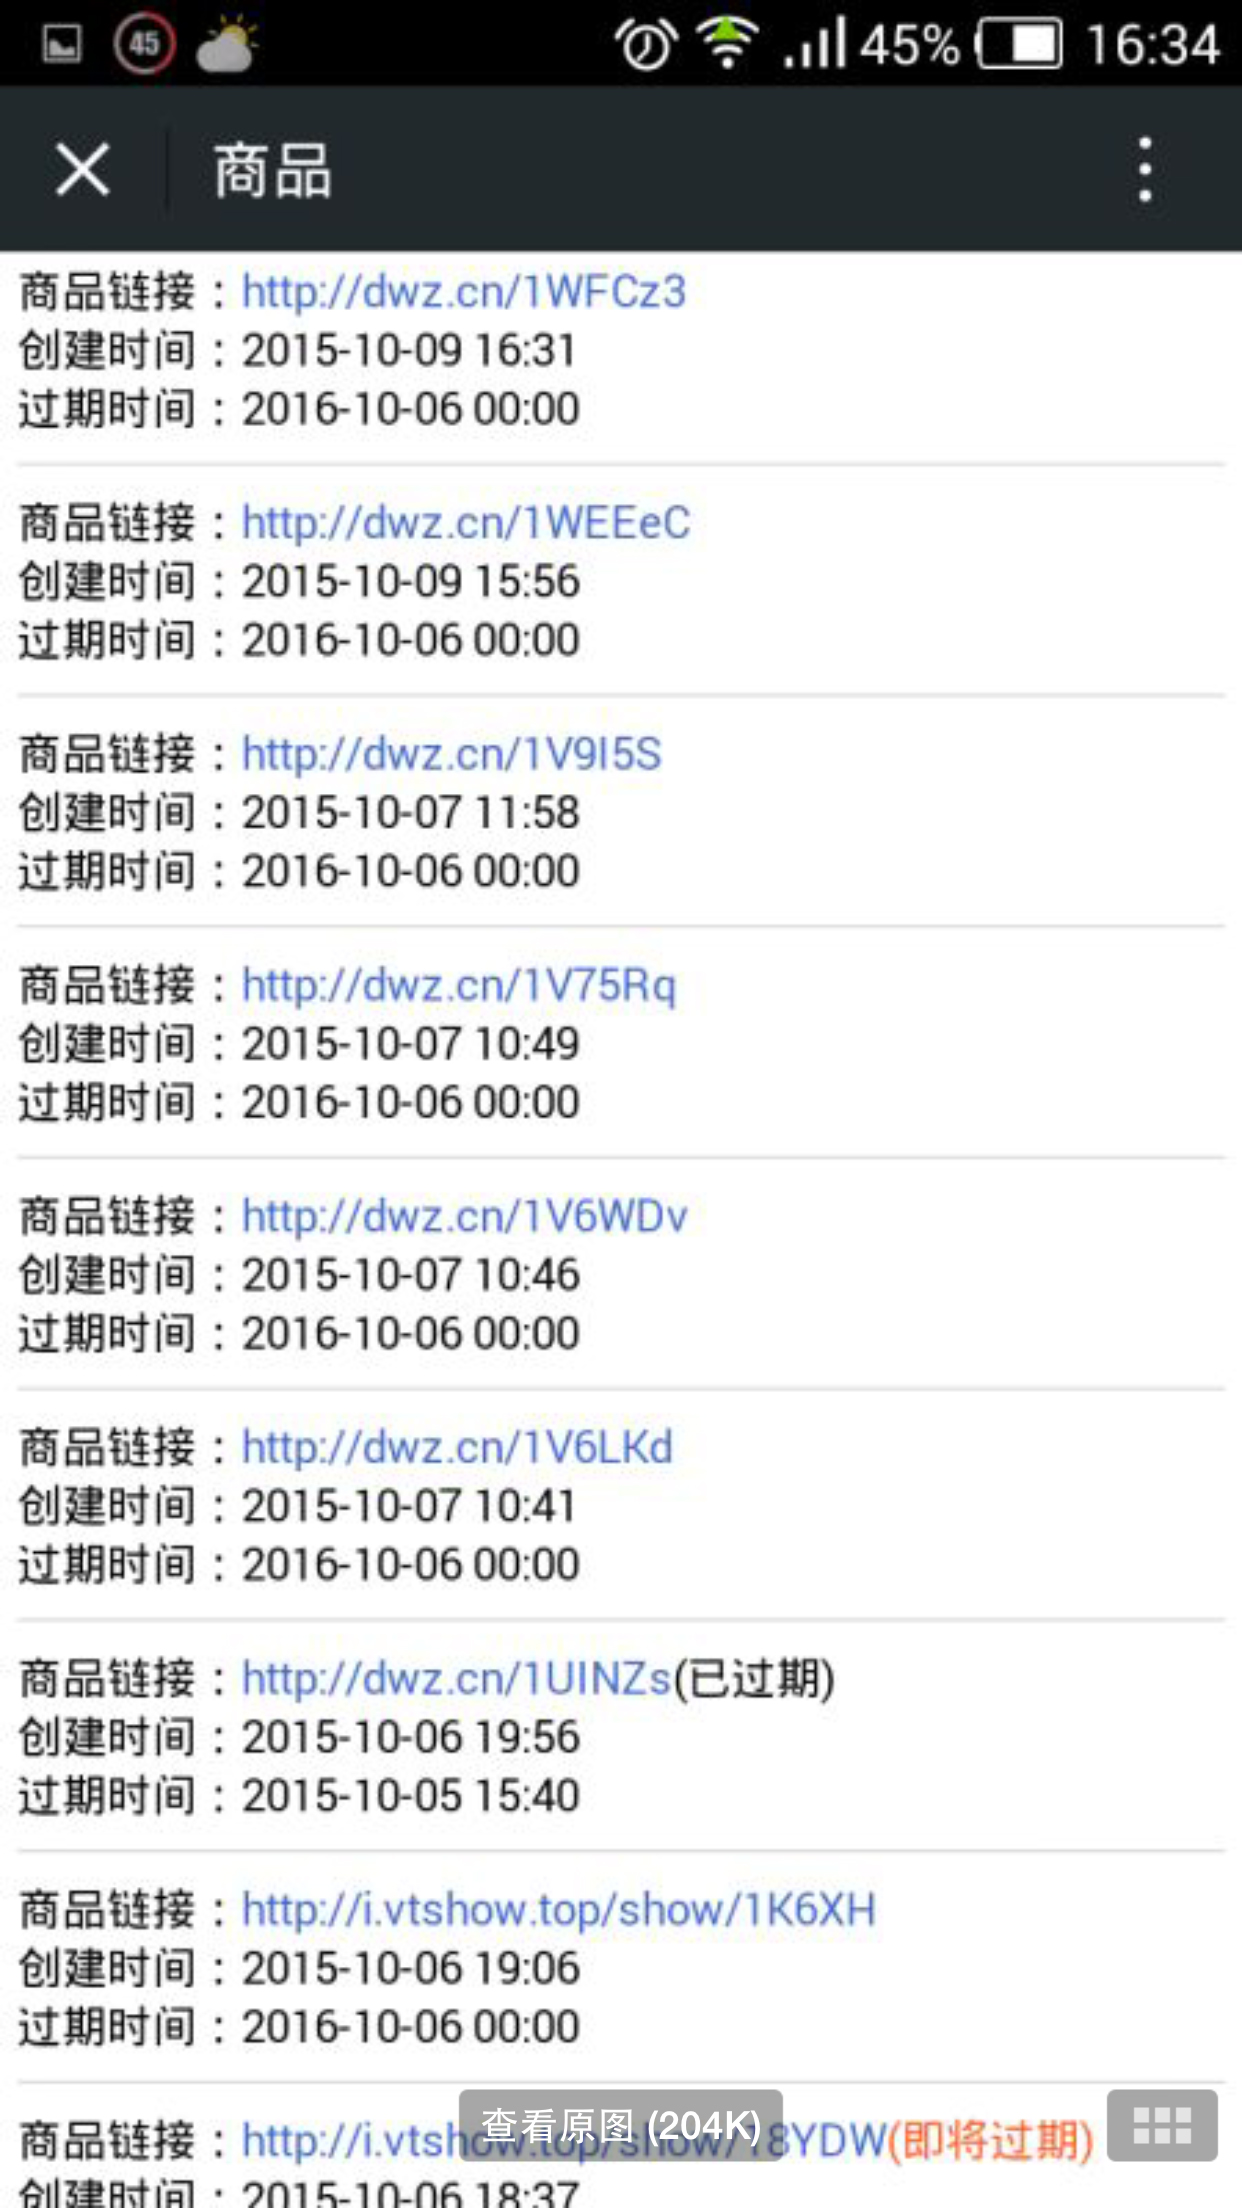 45
45%
16:34
商品
商品链接：http://dwz.cn/1WFCz3
创建时间：2015-10-09 16:31
过期时间：2016-10-06 00:00
商品链接：http://dwz.cn/1WEEeC
创建时间：2015-10-09 15:56
过期时间：2016-10-06 00:00
商品链接：http://dwz.cn/1V9I5S
创建时间：2015-10-07 11:58
过期时间：2016-10-06 00:00
商品链接：http://dwz.cn/1V75Rq
创建时间：2015-10-07 10:49
过期时间：2016-10-06 00:00
商品链接：http://dwz.cn/1V6WDv
创建时间：2015-10-07 10:46
过期时间：2016-10-06 00:00
商品链接：http://dwz.cn/1V6LKd
创建时间：2015-10-07 10:41
过期时间：2016-10-06 00:00
商品链接：http://dwz.cn/1UINZs(已过期)
创建时间：2015-10-06 19:56
过期时间：2015-10-05 15:40
商品链接：http://i.vtshow.top/show/1K6XH
创建时间：2015-10-06 19:06
过期时间：2016-10-06 00:00
商品链接：http://i.vtshow.top/show/18YDW(即将过期)
查看原图 (204K)
创建时间：2015-10-06 18:37